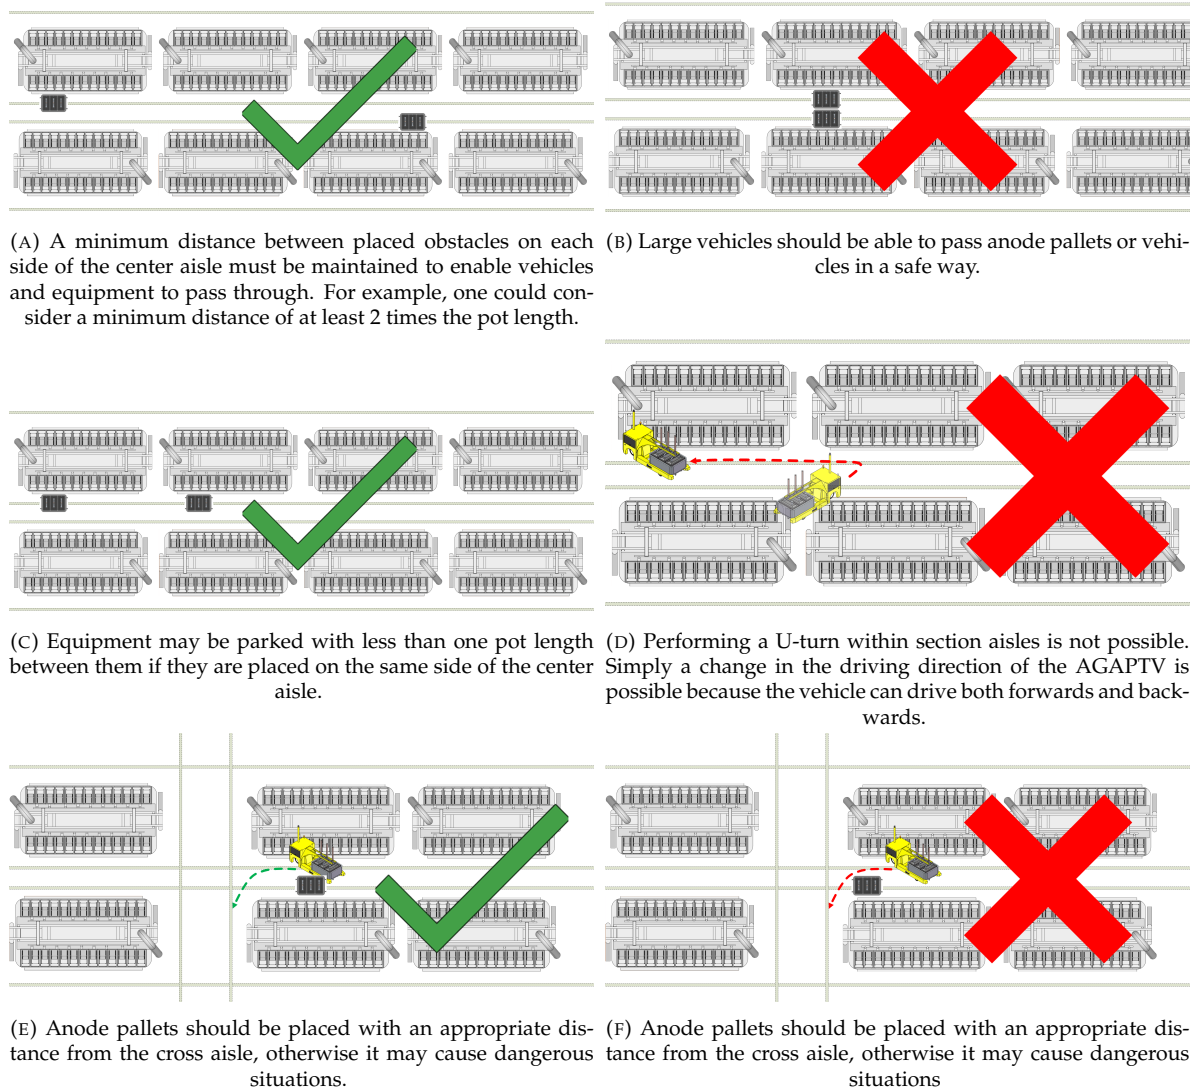 (A) A minimum distance between placed obstacles on each
side of the center aisle must be maintained to enable vehicles
and equipment to pass through. For example, one could con-
sider a minimum distance of at least 2 times the pot length.
(B) Large vehicles should be able to pass anode pallets or vehi-
cles in a safe way.
(C) Equipment may be parked with less than one pot length
between them if they are placed on the same side of the center
aisle.
(D) Performing a U-turn within section aisles is not possible.
Simply a change in the driving direction of the AGAPTV is
possible because the vehicle can drive both forwards and back-
wards.
(E) Anode pallets should be placed with an appropriate dis-
tance from the cross aisle, otherwise it may cause dangerous
situations.
(F) Anode pallets should be placed with an appropriate dis-
tance from the cross aisle, otherwise it may cause dangerous
situations